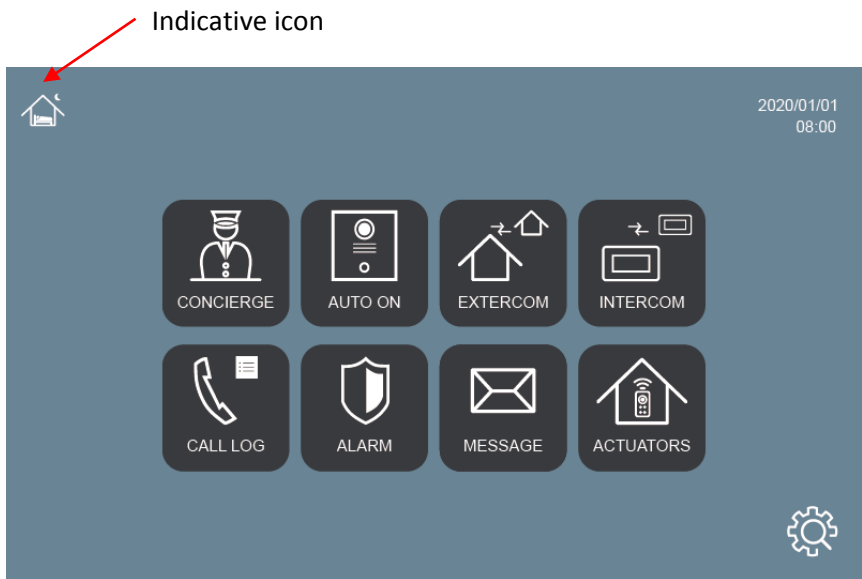 Indicative icon
2020/01/01
08:00
CONCIERGE
AUTO ON
EXTERCOM
INTERCOM
CALL LOG
ALARM
MESSAGE
ACTUATORS